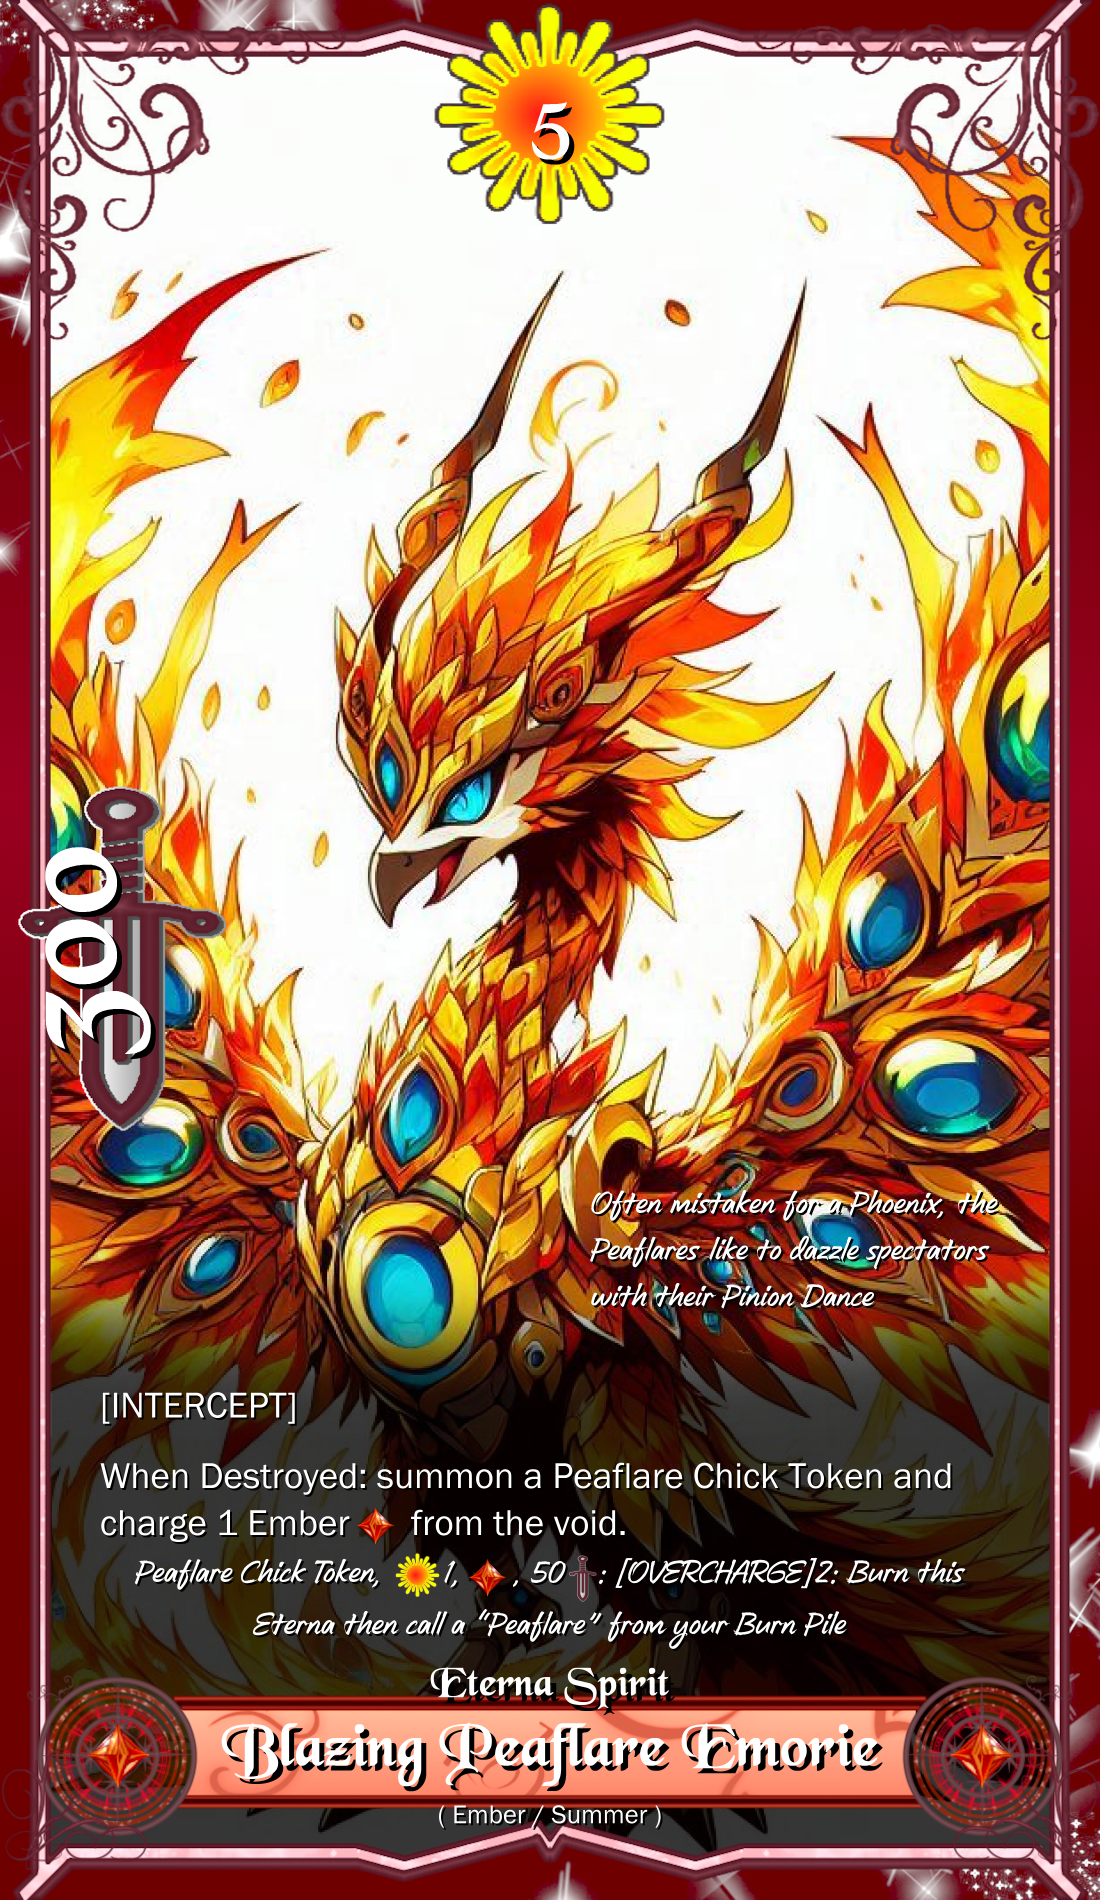 5
300
Often mistaken for a Phoenix, the
Peaflares like to dazzle spectators
with their Pinion Dance
[INTERCEPT]
When Destroyed: summon a Peaflare Chick Token and
charge 1 Ember from the void.
Peaflare Chick Token, 1, , 50 : [OVERCHARGE]2: Burn this
Eterna then call a “Peaflare” from your Burn Pile
Eterna Spirit
Blazing Peaflare Emorie
( Ember / Summer )